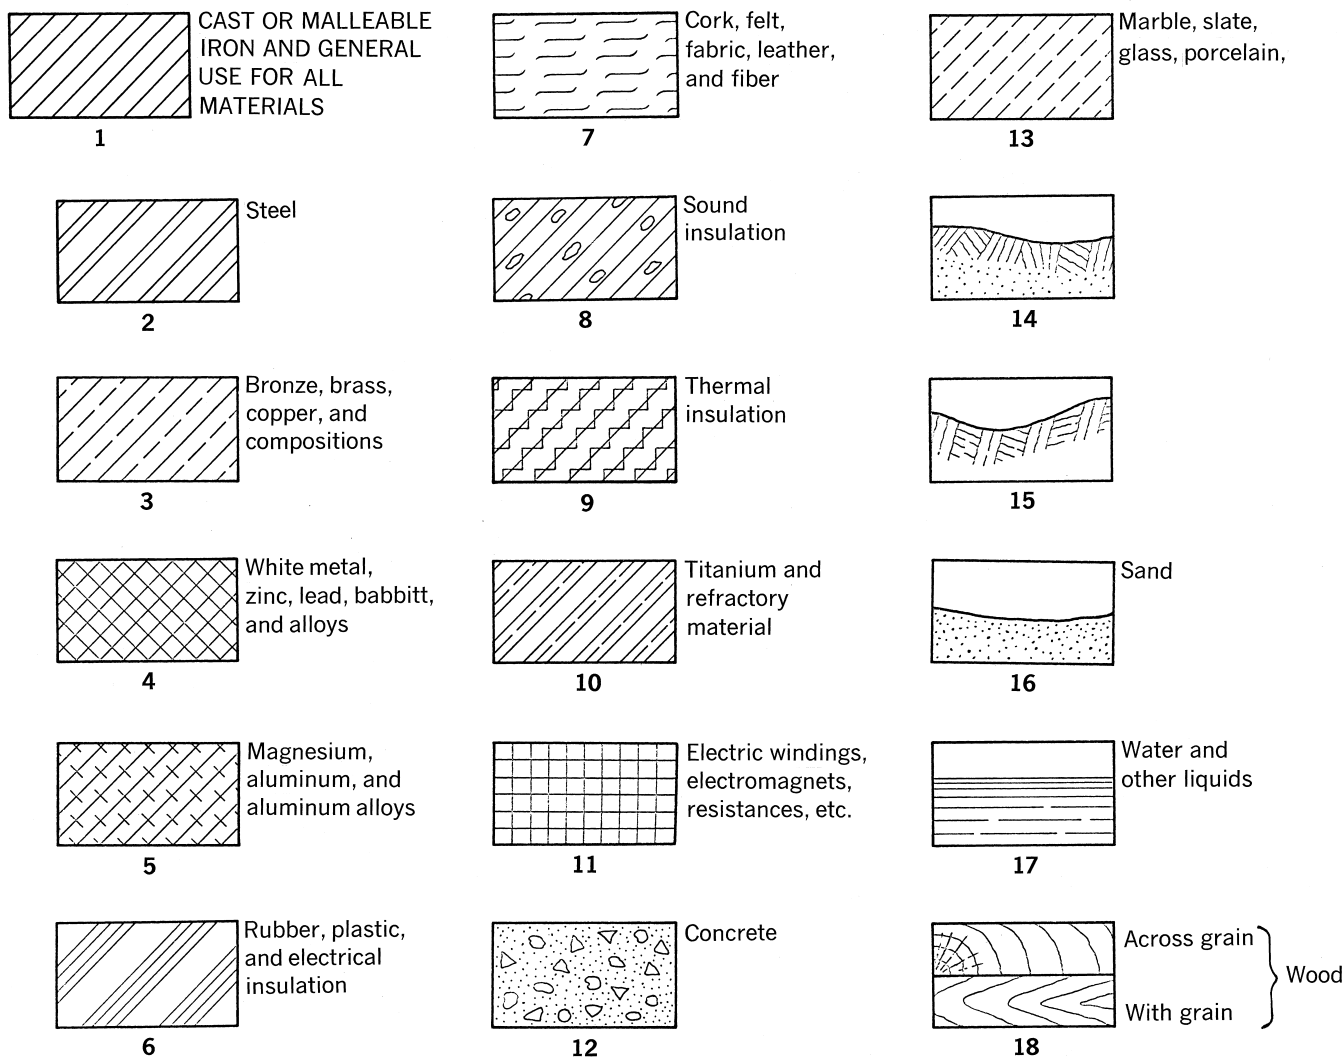 CAST OR MALLEABLE
IRON AND GENERAL
USE FOR ALL
MATERIALS
1
Steel
2
Bronze, brass,
copper, and
compositions
3
White metal,
zinc, lead, babbitt,
and alloys
4
Magnesium,
aluminum, and
aluminum alloys
5
Rubber, plastic,
and electrical
insulation
6
Cork, felt,
fabric, leather,
and fiber
7
Sound
insulation
8
Thermal
insulation
9
Titanium and
refractory
material
10
Electric windings,
electromagnets,
resistances, etc.
11
Concrete
12
Marble, slate,
glass, porcelain,
13
14
15
Sand
16
Water and
other liquids
17
Across grain
With grain
Wood
18